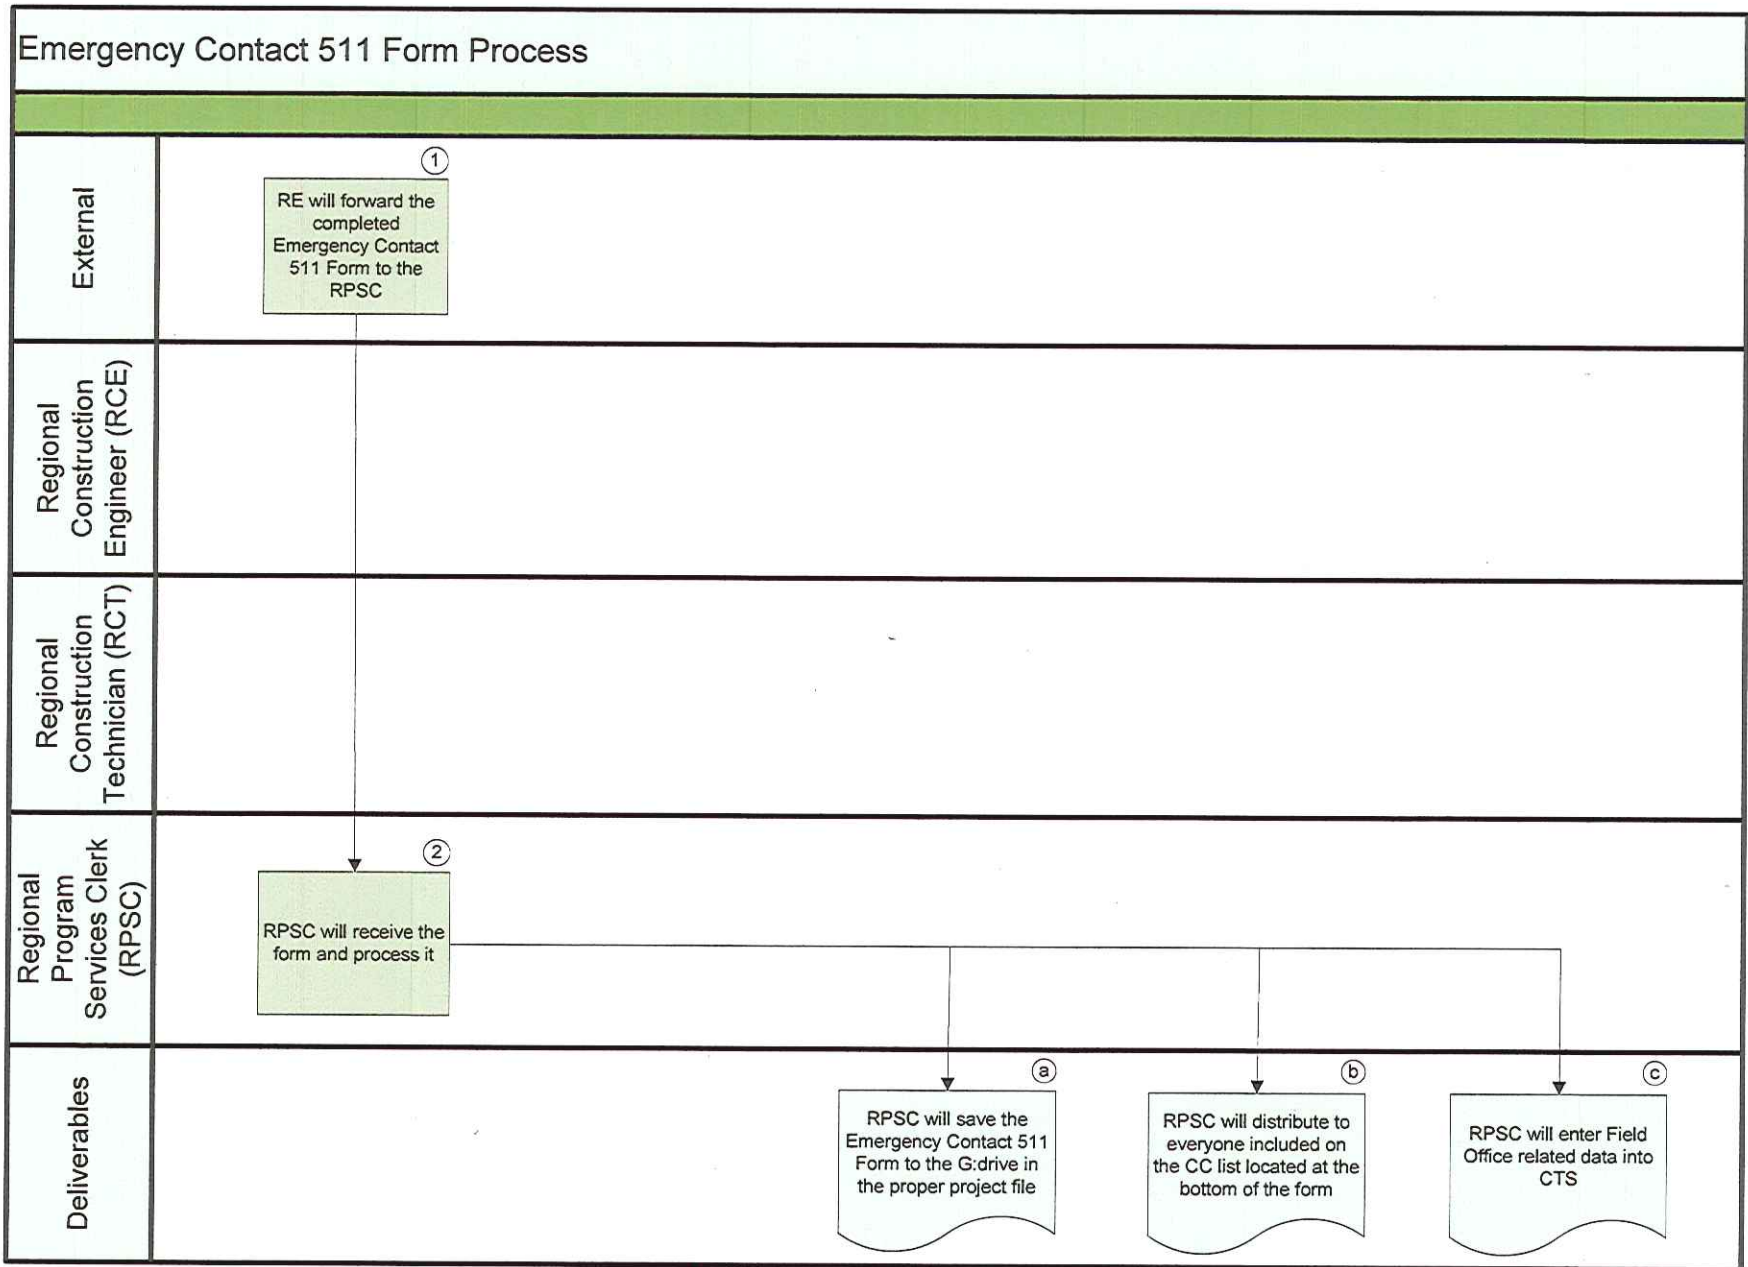 Emergency Contact 511 Form Process
External
1
RE will forward the
completed
Emergency Contact
511 Form to the
RPSC
Regional
Construction
Engineer (RCE)
Regional
Construction
Technician (RCT)
Regional
Program
Services Clerk
(RPSC)
2
RPSC will receive the
form and process it
Deliverables
a
RPSC will save the
Emergency Contact 511
Form to the G:drive in
the proper project file
b
RPSC will distribute to
everyone included on
the CC list located at the
bottom of the form
c
RPSC will enter Field
Office related data into
CTS